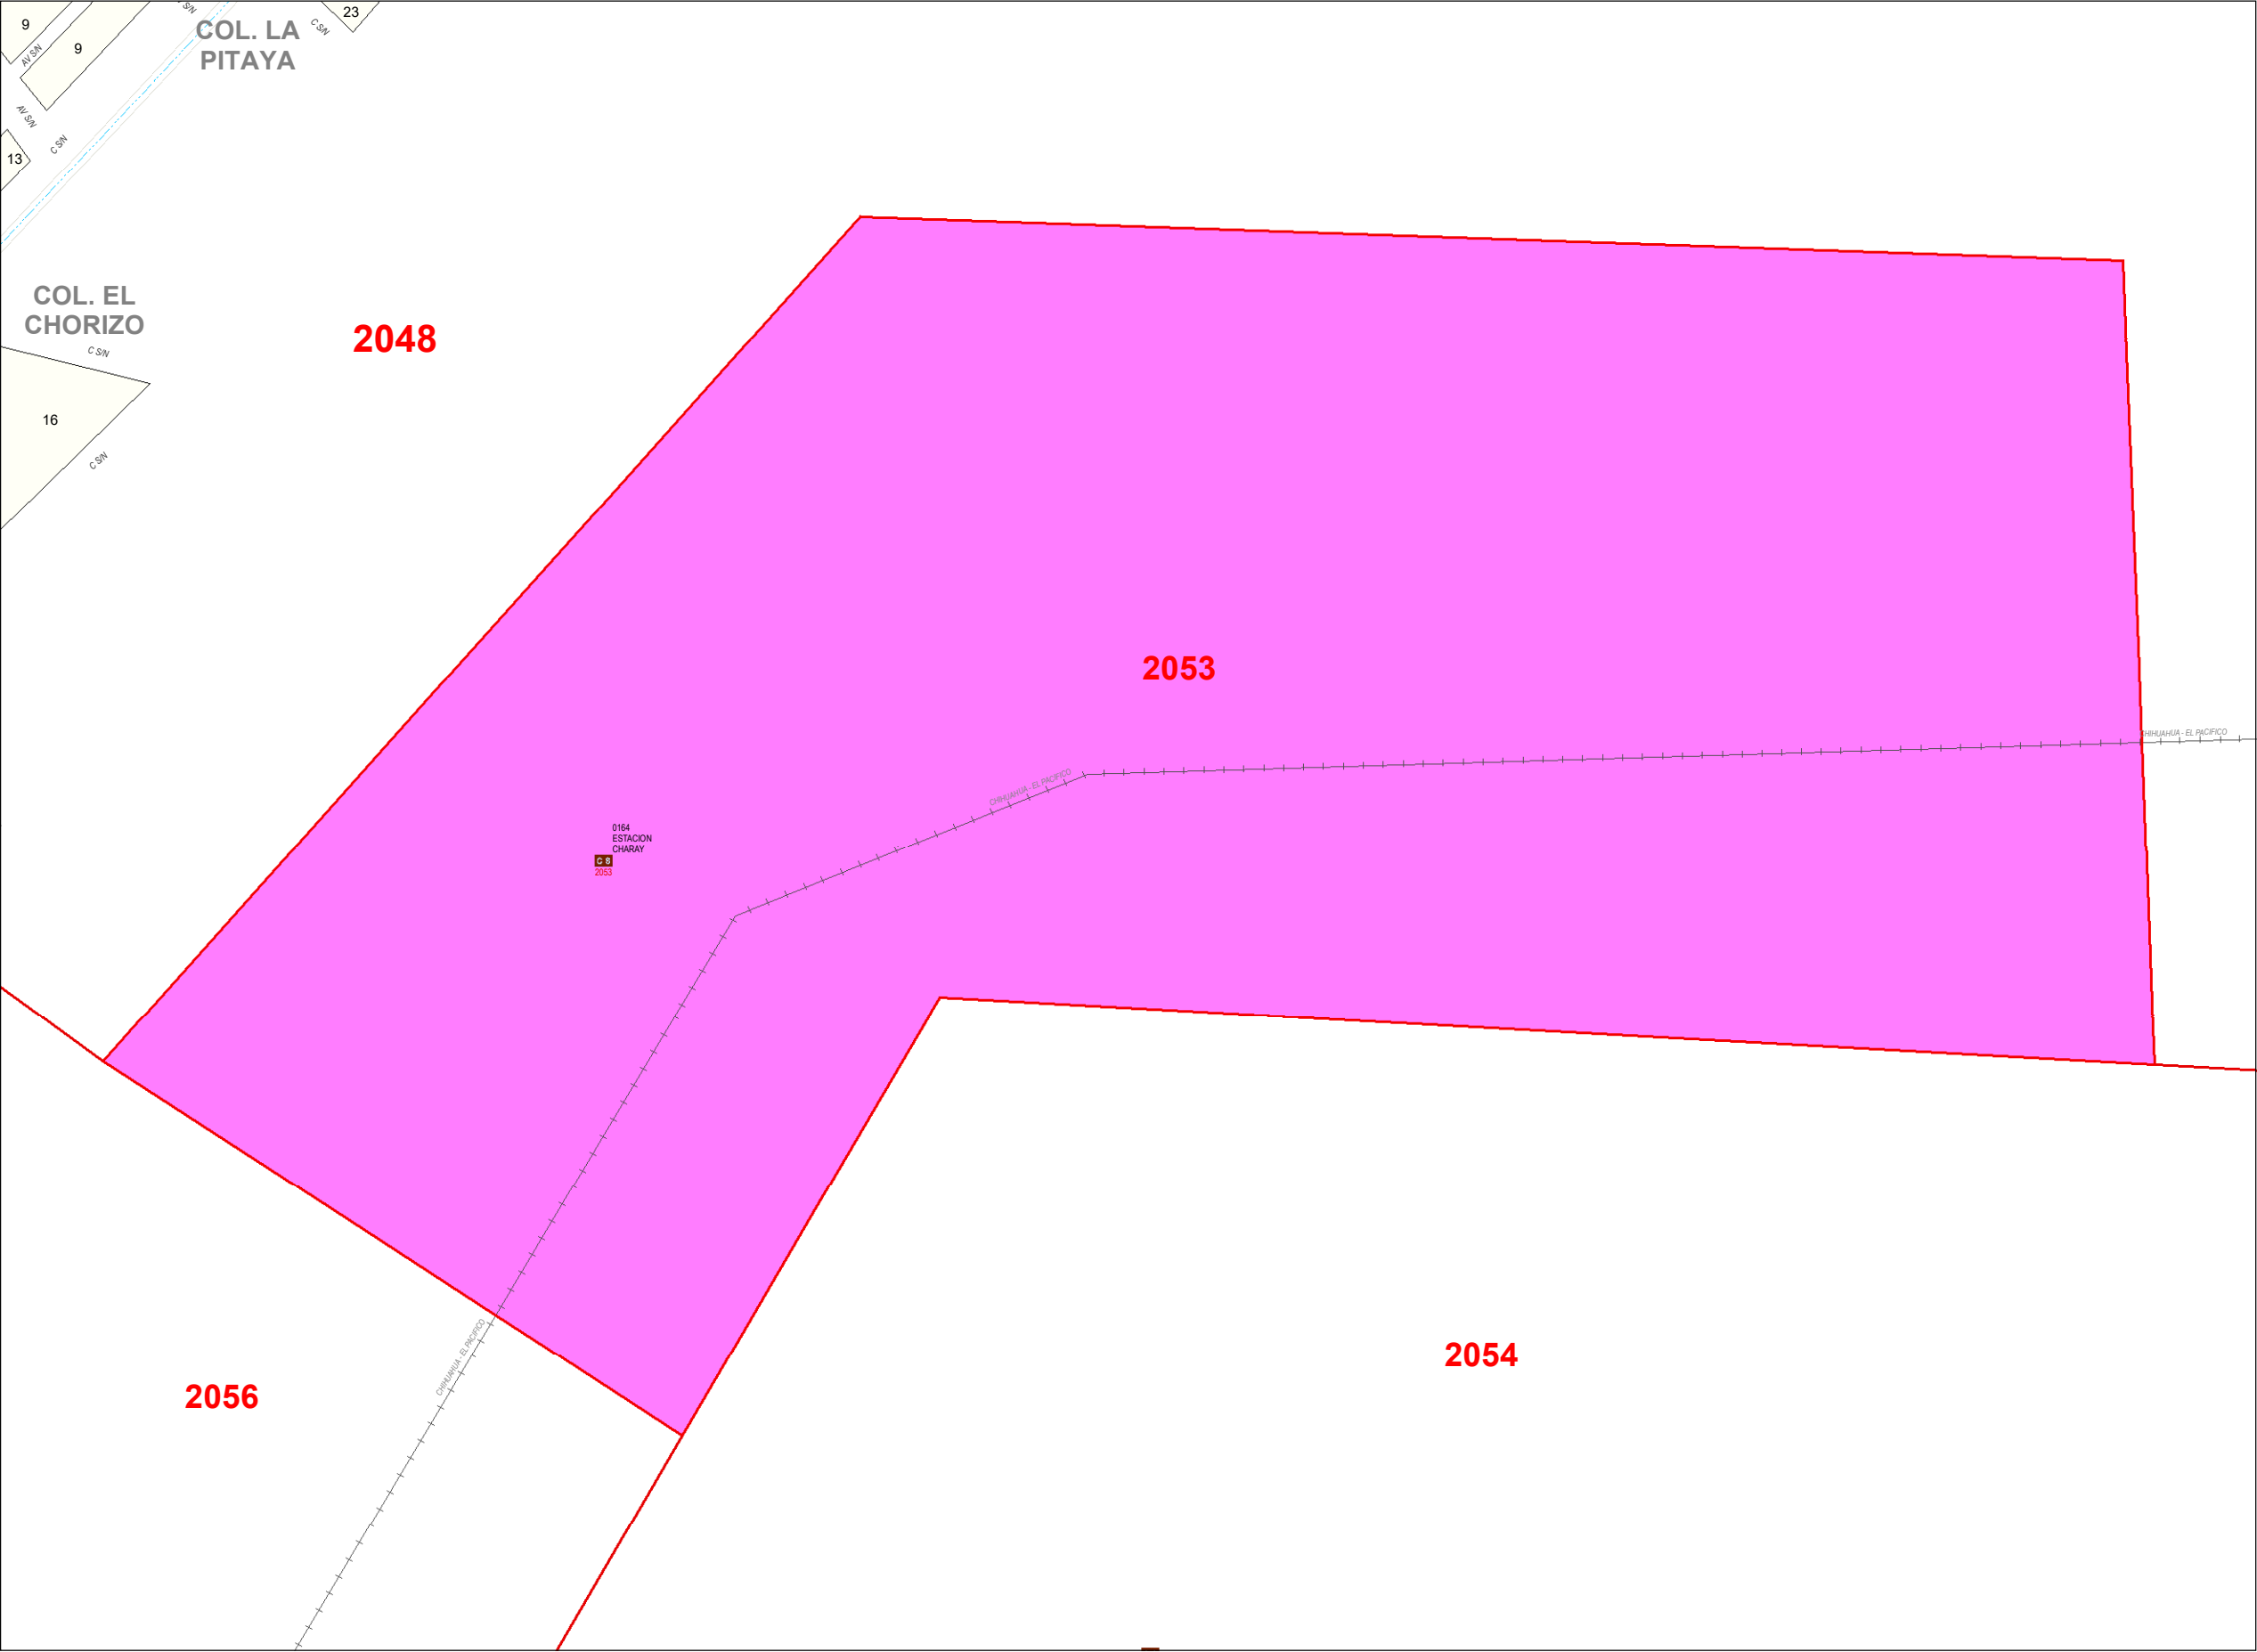 9
AV S/N
9
S/N
COL. LA
PITAYA
C S/N
23
AV S/N
C S/N
13
COL. EL
CHORIZO
C S/N
2048
16
C S/N
2053
CHIHUAHUA - EL PACIFICO
CHIHUAHUA - EL PACIFICO
0164
ESTACION
CHARAY
2053
CHIHUAHUA - EL PACIFICO
2054
2056